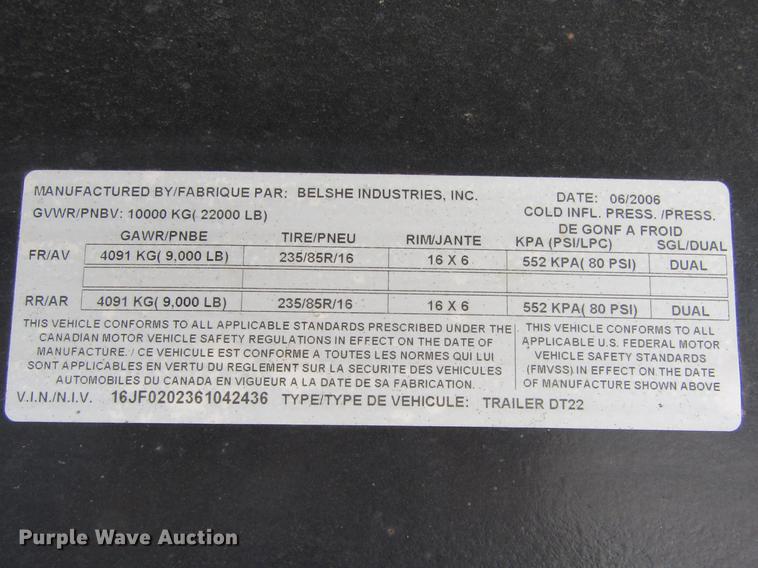 MANUFACTURED BY/FABRIQUE PAR: BELSHE INDUSTRIES, INC. DATE: 06/2006
GVWR/PNBV: 10000 KG( 22000 LB) COLD INFL. PRESS. /PRESS.
DE GONF A FROID
GAWR/PNBE TIRE/PNEU RIM/JANTE KPA (PSI/LPC) SGL/DUAL
FR/AV 4091 KG( 9,000 LB) 235/85R/16 16 X 6 552 KPA( 80 PSI) DUAL
RR/AR 4091 KG( 9,000 LB) 235/85R/16 16 X 6 552 KPA( 80 PSI) DUAL
THIS VEHICLE CONFORMS TO ALL APPLICABLE STANDARDS PRESCRIBED UNDER THE
CANADIAN MOTOR VEHICLE SAFETY REGULATIONS IN EFFECT ON THE DATE OF
MANUFACTURE. / CE VEHICULE EST CONFORME A TOUTES LES NORMES QUI LUI
SONT APPLICABLES EN VERTU DU REGLEMENT SUR LA SECURITE DES VEHICULES
AUTOMOBILES DU CANADA EN VIGUEUR A LA DATE DE SA FABRICATION.
THIS VEHICLE CONFORMS TO ALL
APPLICABLE U.S. FEDERAL MOTOR
VEHICLE SAFETY STANDARDS
(FMVSS) IN EFFECT ON THE DATE
OF MANUFACTURE SHOWN ABOVE
V.I.N./N.I.V. 16JF0202361042436 TYPE/TYPE DE VEHICULE: TRAILER DT22
Purple Wave Auction